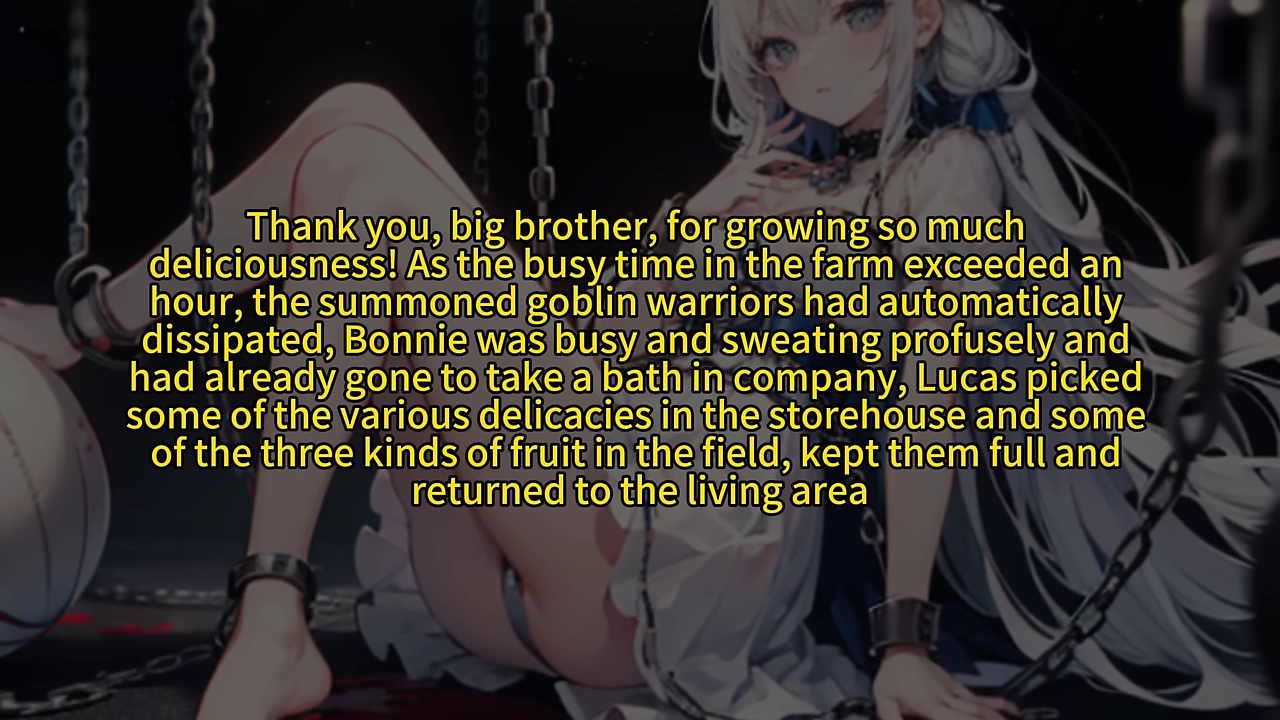 Thank you, big brother, for growing so much
deliciousness! As the busy time in the farm exceeded an
hour, the summoned goblin warriors had automatically
dissipated, Bonnie was busy and sweating profusely and
had already gone to take a bath in company, Lucas picked
some of the various delicacies in the storehouse and some
of the three kinds of fruit in the field, kept them full and
returned to the living area